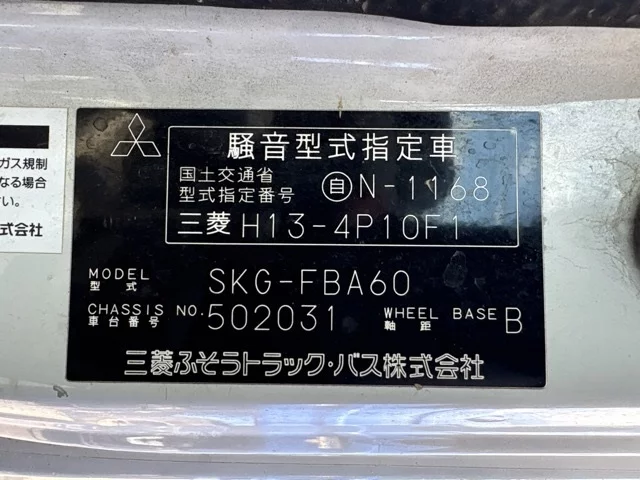 ガス規制
なる場合
さい。
式会社
騒音型式指定車
国土交通省
型式指定番号 自N-1168
三菱 H13-4P10F1
MODEL SKG-FBA60
型式
CHASSIS NO. 502031 WHEEL BASE B
車台番号 軸距
三菱ふそうトラック・バス株式会社